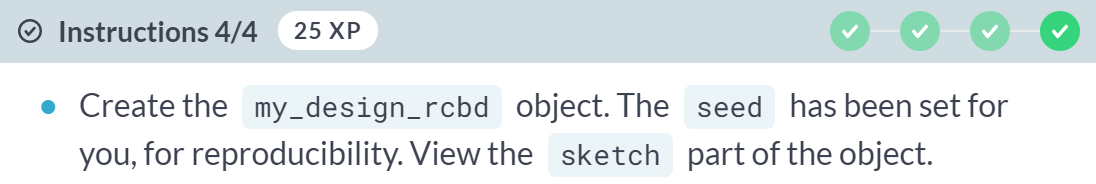 Instructions 4/4 25 XP
Create the my_design_rcbd object. The seed has been set for
you, for reproducibility. View the sketch part of the object.